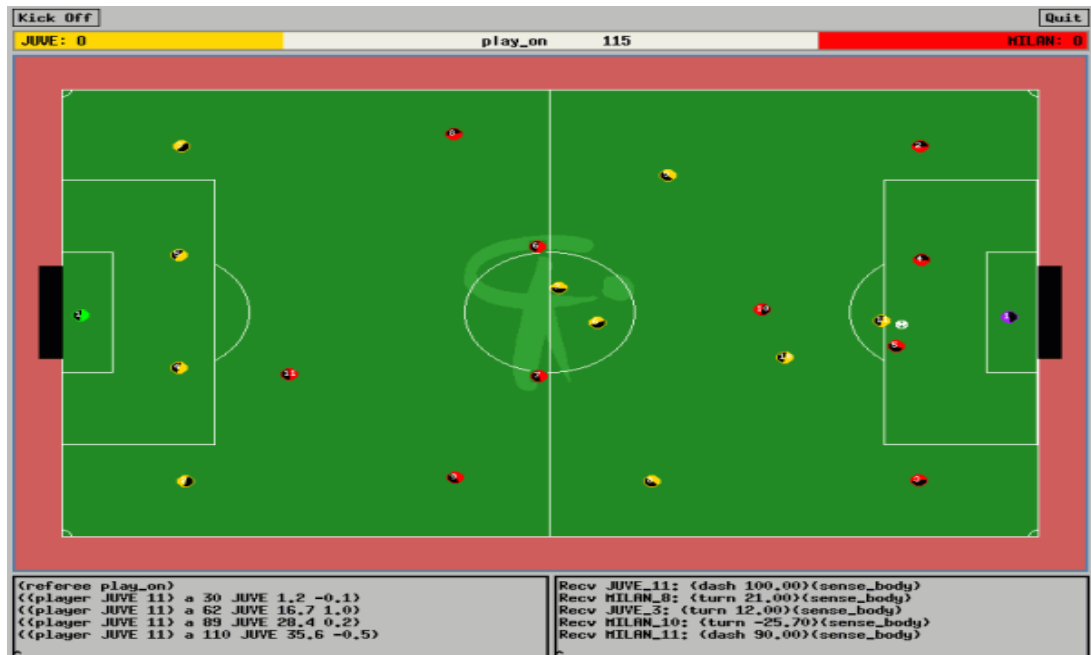 Kick Off
Quit
JUVE: 0
play_on 115
MILAN: 0
(referee play_on)
((player JUVE 11) a 30 JUVE 1.2 -0.1)
((player JUVE 11) a 62 JUVE 16.7 1.0)
((player JUVE 11) a 89 JUVE 28.4 0.2)
((player JUVE 11) a 110 JUVE 35.6 -0.5)
Recv JUVE_11: (dash 100.00)(sense_body)
Recv MILAN_8: (turn 21.00)(sense_body)
Recv JUVE_3: (turn 12.00)(sense_body)
Recv MILAN_10: (turn -25.70)(sense_body)
Recv MILAN_11: (dash 90.00)(sense_body)